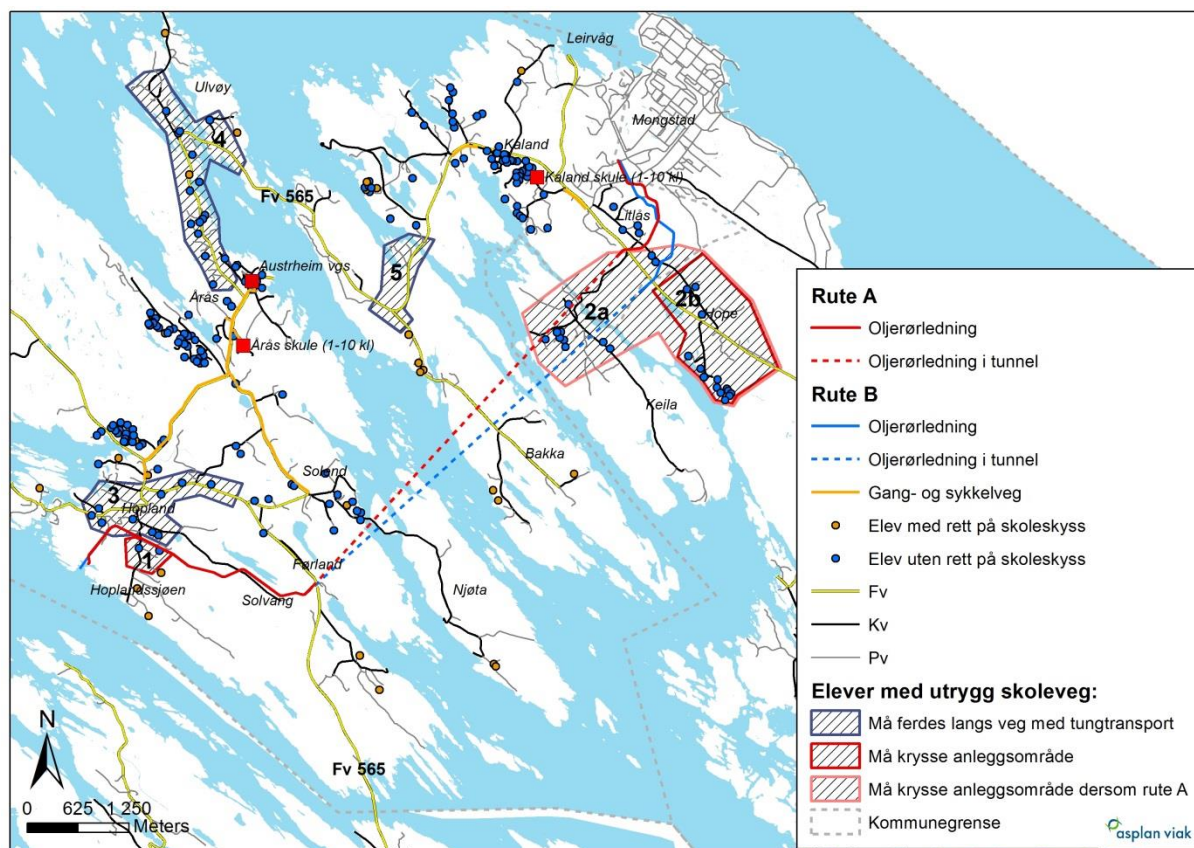 Leirvåg
Ulvøy
Mongstad
4
Kaland
Fv 565
Kaland skule (1-10 kl)
Litlås
Austrheim vgs
5
Årås
2a
2b
Hope
Årås skule (1-10 kl)
Keila
Bakka
Soland
3
Hopland
1
Førland
Hoplandssjøen
Solvang
Njøta
N
Fv 565
0 625 1 250
Meters
Rute A
Oljerørledning
Oljerørledning i tunnel
Rute B
Oljerørledning
Oljerørledning i tunnel
Gang- og sykkelveg
Elev med rett på skoleskyss
Elev uten rett på skoleskyss
Fv
Kv
Pv
Elever med utrygg skoleveg:
Må ferdes langs veg med tungtransport
Må krysse anleggsområde
Må krysse anleggsområde dersom rute A
Kommunegrense
asplan viak